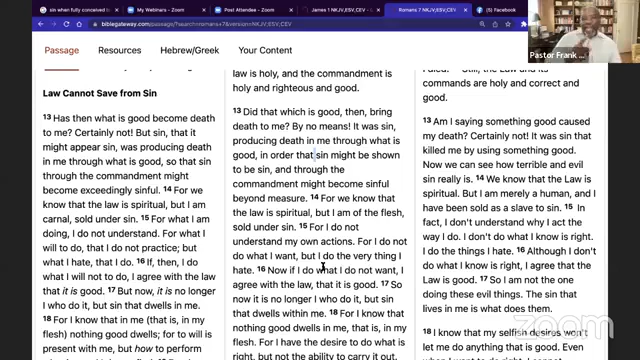 sin when fully conceived b
My Webinars - Zoom
Post Attendee - Zoom
James 1 NKJV;ESV;CEV
Romans 7 NKJV;ESV;CEV
(2) Facebook
biblegateway.com/passage/?search=romans+7&version=NKJV;ESV;CEV
Passage
Resources
Hebrew/Greek
Your Content
Pastor Frank
Law Cannot Save from Sin
13 Has then what is good become death
to me? Certainly not! But sin, that it
might appear sin, was producing death
in me through what is good, so that sin
through the commandment might
become exceedingly sinful. 14 For we
know that the law is spiritual, but I am
carnal, sold under sin. 15 For what I am
doing, I do not understand. For what I
will to do, that I do not practice; but
what I hate, that I do. 16 If, then, I do
what I will not to do, I agree with the law
that it is good. 17 But now, it is no longer
I who do it, but sin that dwells in me.
18 For I know that in me (that is, in my
flesh) nothing good dwells; for to will is
present with me, but how to perform
law is holy, and the commandment is
holy and righteous and good.
13 Did that which is good, then, bring
death to me? By no means! It was sin,
producing death in me through what is
good, in order that sin might be shown
to be sin, and through the
commandment might become sinful
beyond measure. 14 For we know that
the law is spiritual, but I am of the flesh,
sold under sin. 15 For I do not
understand my own actions. For I do not
do what I want, but I do the very thing I
hate. 16 Now if I do what I do not want, I
agree with the law, that it is good. 17 So
now it is no longer I who do it, but sin
that dwells within me. 18 For I know that
nothing good dwells in me, that is, in my
flesh. For I have the desire to do what is
right, but not the ability to carry it out.
commands are holy and correct and
good.
13 Am I saying something good caused
my death? Certainly not! It was sin that
killed me by using something good.
Now we can see how terrible and evil
sin really is. 14 We know that the Law is
spiritual. But I am merely a human, and I
have been sold as a slave to sin. 15 In
fact, I don't understand why I act the
way I do. I don't do what I know is right.
I do the things I hate. 16 Although I don't
do what I know is right, I agree that the
Law is good. 17 So I am not the one
doing these evil things. The sin that
lives in me is what does them.
18 I know that my selfish desires won't
let me do anything that is good. Even
zoom